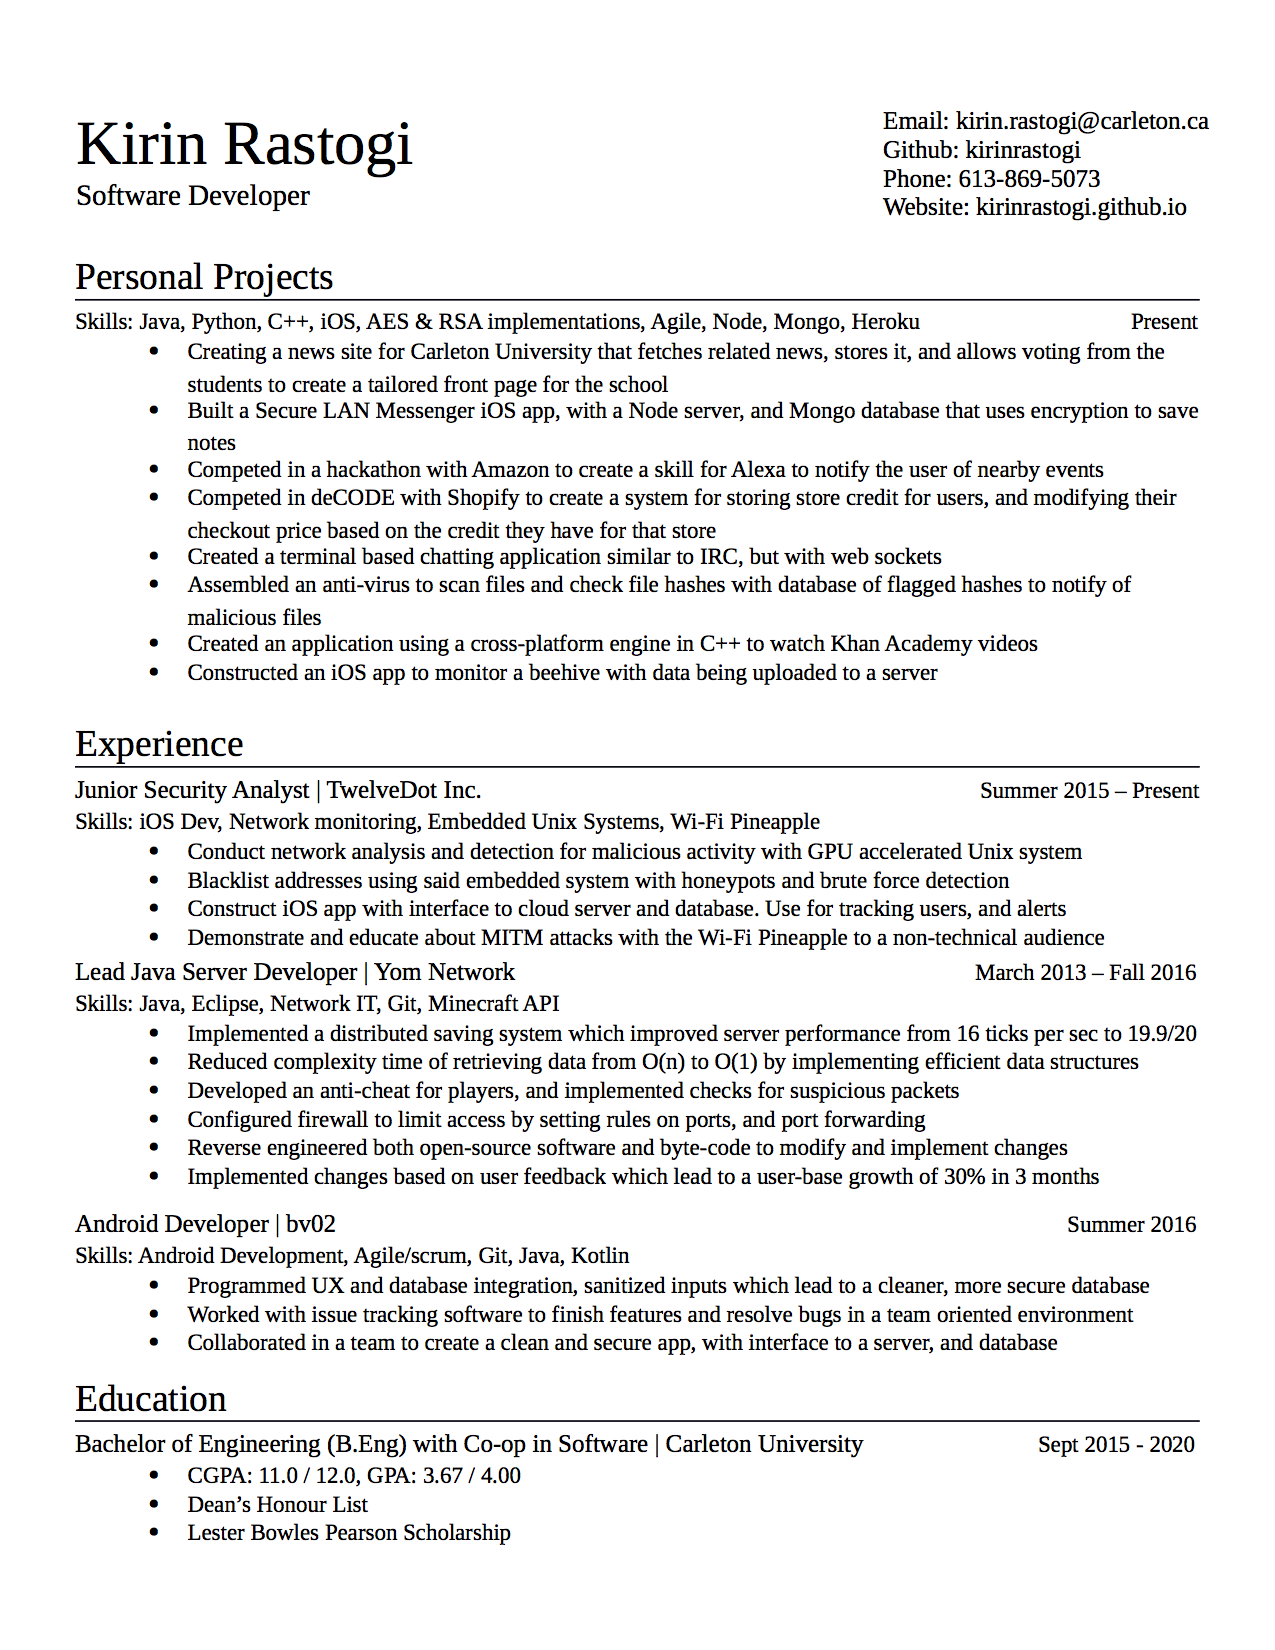 Kirin Rastogi
Software Developer
Email: kirin.rastogi@carleton.ca
Github: kirinrastogi
Phone: 613-869-5073
Website: kirinrastogi.github.io
Personal Projects
Skills: Java, Python, C++, iOS, AES & RSA implementations, Agile, Node, Mongo, Heroku Present
• Creating a news site for Carleton University that fetches related news, stores it, and allows voting from the
students to create a tailored front page for the school
• Built a Secure LAN Messenger iOS app, with a Node server, and Mongo database that uses encryption to save
notes
• Competed in a hackathon with Amazon to create a skill for Alexa to notify the user of nearby events
• Competed in deCODE with Shopify to create a system for storing store credit for users, and modifying their
checkout price based on the credit they have for that store
• Created a terminal based chatting application similar to IRC, but with web sockets
• Assembled an anti-virus to scan files and check file hashes with database of flagged hashes to notify of
malicious files
• Created an application using a cross-platform engine in C++ to watch Khan Academy videos
• Constructed an iOS app to monitor a beehive with data being uploaded to a server
Experience
Junior Security Analyst | TwelveDot Inc. Summer 2015 – Present
Skills: iOS Dev, Network monitoring, Embedded Unix Systems, Wi-Fi Pineapple
• Conduct network analysis and detection for malicious activity with GPU accelerated Unix system
• Blacklist addresses using said embedded system with honeypots and brute force detection
• Construct iOS app with interface to cloud server and database. Use for tracking users, and alerts
• Demonstrate and educate about MITM attacks with the Wi-Fi Pineapple to a non-technical audience
Lead Java Server Developer | Yom Network March 2013 – Fall 2016
Skills: Java, Eclipse, Network IT, Git, Minecraft API
• Implemented a distributed saving system which improved server performance from 16 ticks per sec to 19.9/20
• Reduced complexity time of retrieving data from O(n) to O(1) by implementing efficient data structures
• Developed an anti-cheat for players, and implemented checks for suspicious packets
• Configured firewall to limit access by setting rules on ports, and port forwarding
• Reverse engineered both open-source software and byte-code to modify and implement changes
• Implemented changes based on user feedback which lead to a user-base growth of 30% in 3 months
Android Developer | bv02 Summer 2016
Skills: Android Development, Agile/scrum, Git, Java, Kotlin
• Programmed UX and database integration, sanitized inputs which lead to a cleaner, more secure database
• Worked with issue tracking software to finish features and resolve bugs in a team oriented environment
• Collaborated in a team to create a clean and secure app, with interface to a server, and database
Education
Bachelor of Engineering (B.Eng) with Co-op in Software | Carleton University Sept 2015 - 2020
• CGPA: 11.0 / 12.0, GPA: 3.67 / 4.00
• Dean’s Honour List
• Lester Bowles Pearson Scholarship